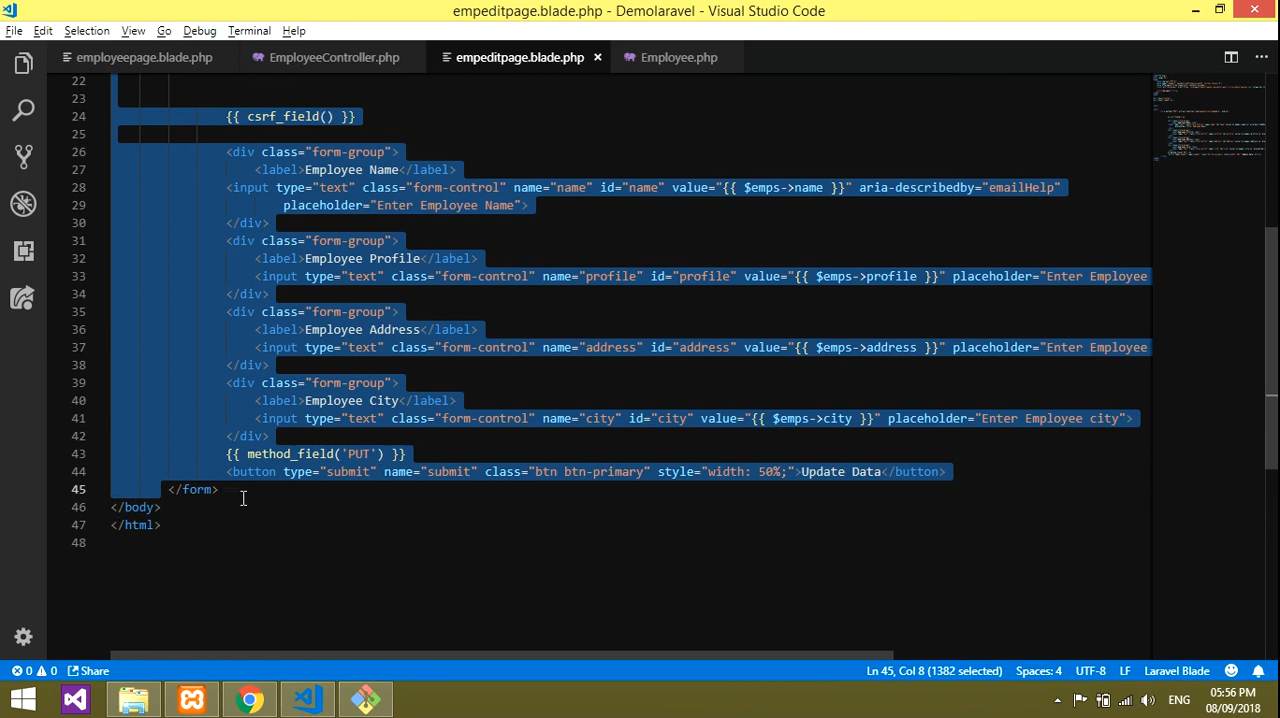 empeditpage.blade.php - Demolaravel - Visual Studio Code
File Edit Selection View Go Debug Terminal Help
employeepage.blade.php EmployeeController.php empeditpage.blade.php Employee.php
22
23
24 {{ csrf_field() }}
25
26 <div class="form-group">
27 <label>Employee Name</label>
28 <input type="text" class="form-control" name="name" id="name" value="{{ $emps->name }}" aria-describedby="emailHelp"
29 placeholder="Enter Employee Name">
30 </div>
31 <div class="form-group">
32 <label>Employee Profile</label>
33 <input type="text" class="form-control" name="profile" id="profile" value="{{ $emps->profile }}" placeholder="Enter Employee
34 </div>
35 <div class="form-group">
36 <label>Employee Address</label>
37 <input type="text" class="form-control" name="address" id="address" value="{{ $emps->address }}" placeholder="Enter Employee
38 </div>
39 <div class="form-group">
40 <label>Employee City</label>
41 <input type="text" class="form-control" name="city" id="city" value="{{ $emps->city }}" placeholder="Enter Employee city">
42 </div>
43 {{ method_field('PUT') }}
44 <button type="submit" name="submit" class="btn btn-primary" style="width: 50%;">Update Data</button>
45 </form>
46 </body>
47 </html>
48
0 0 Share Ln 45, Col 8 (1382 selected) Spaces: 4 UTF-8 LF Laravel Blade
ENG 05:56 PM
08/09/2018